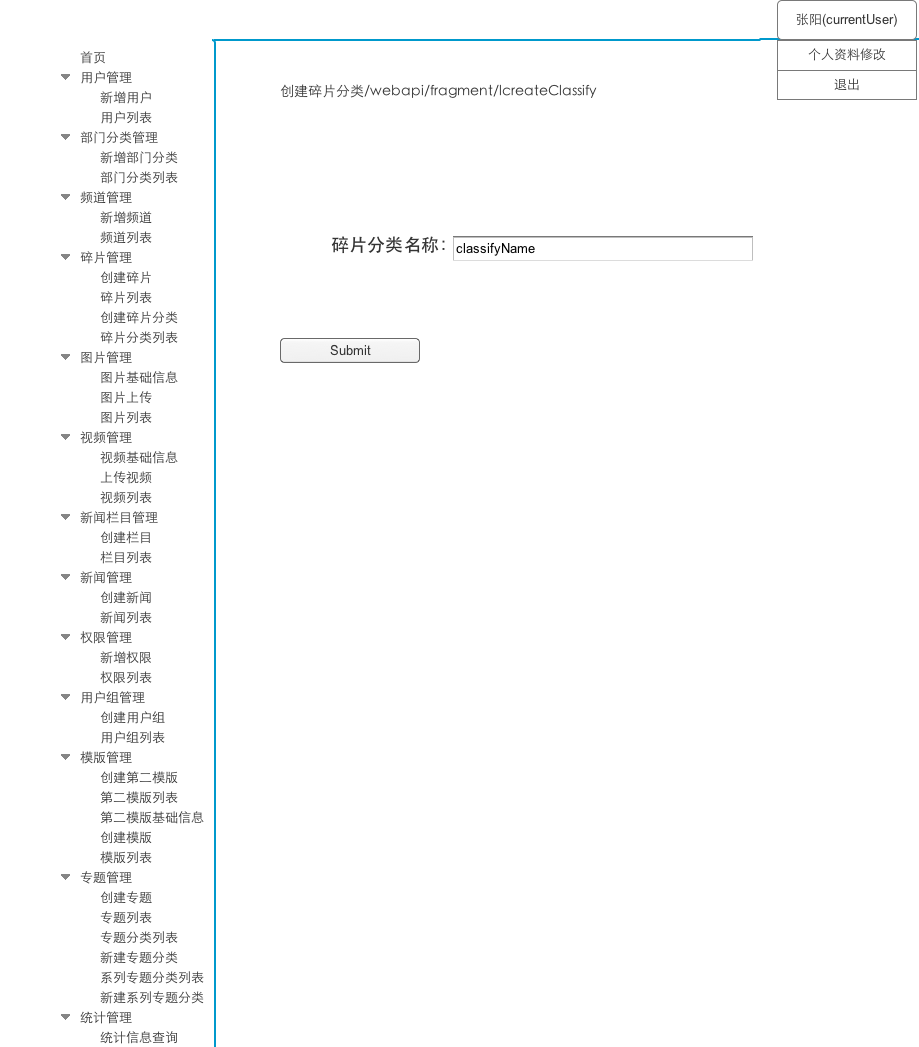 张阳(currentUser)
个人资料修改
退出
首页
用户管理
新增用户
用户列表
部门分类管理
新增部门分类
部门分类列表
频道管理
新增频道
频道列表
碎片管理
创建碎片
碎片列表
创建碎片分类
碎片分类列表
图片管理
图片基础信息
图片上传
图片列表
视频管理
视频基础信息
上传视频
视频列表
新闻栏目管理
创建栏目
栏目列表
新闻管理
创建新闻
新闻列表
权限管理
新增权限
权限列表
用户组管理
创建用户组
用户组列表
模版管理
创建第二模版
第二模版列表
第二模版基础信息
创建模版
模版列表
专题管理
创建专题
专题列表
专题分类列表
新建专题分类
系列专题分类列表
新建系列专题分类
统计管理
统计信息查询
创建碎片分类/webapi/fragment/lcreateClassify
碎片分类名称: classifyName
Submit